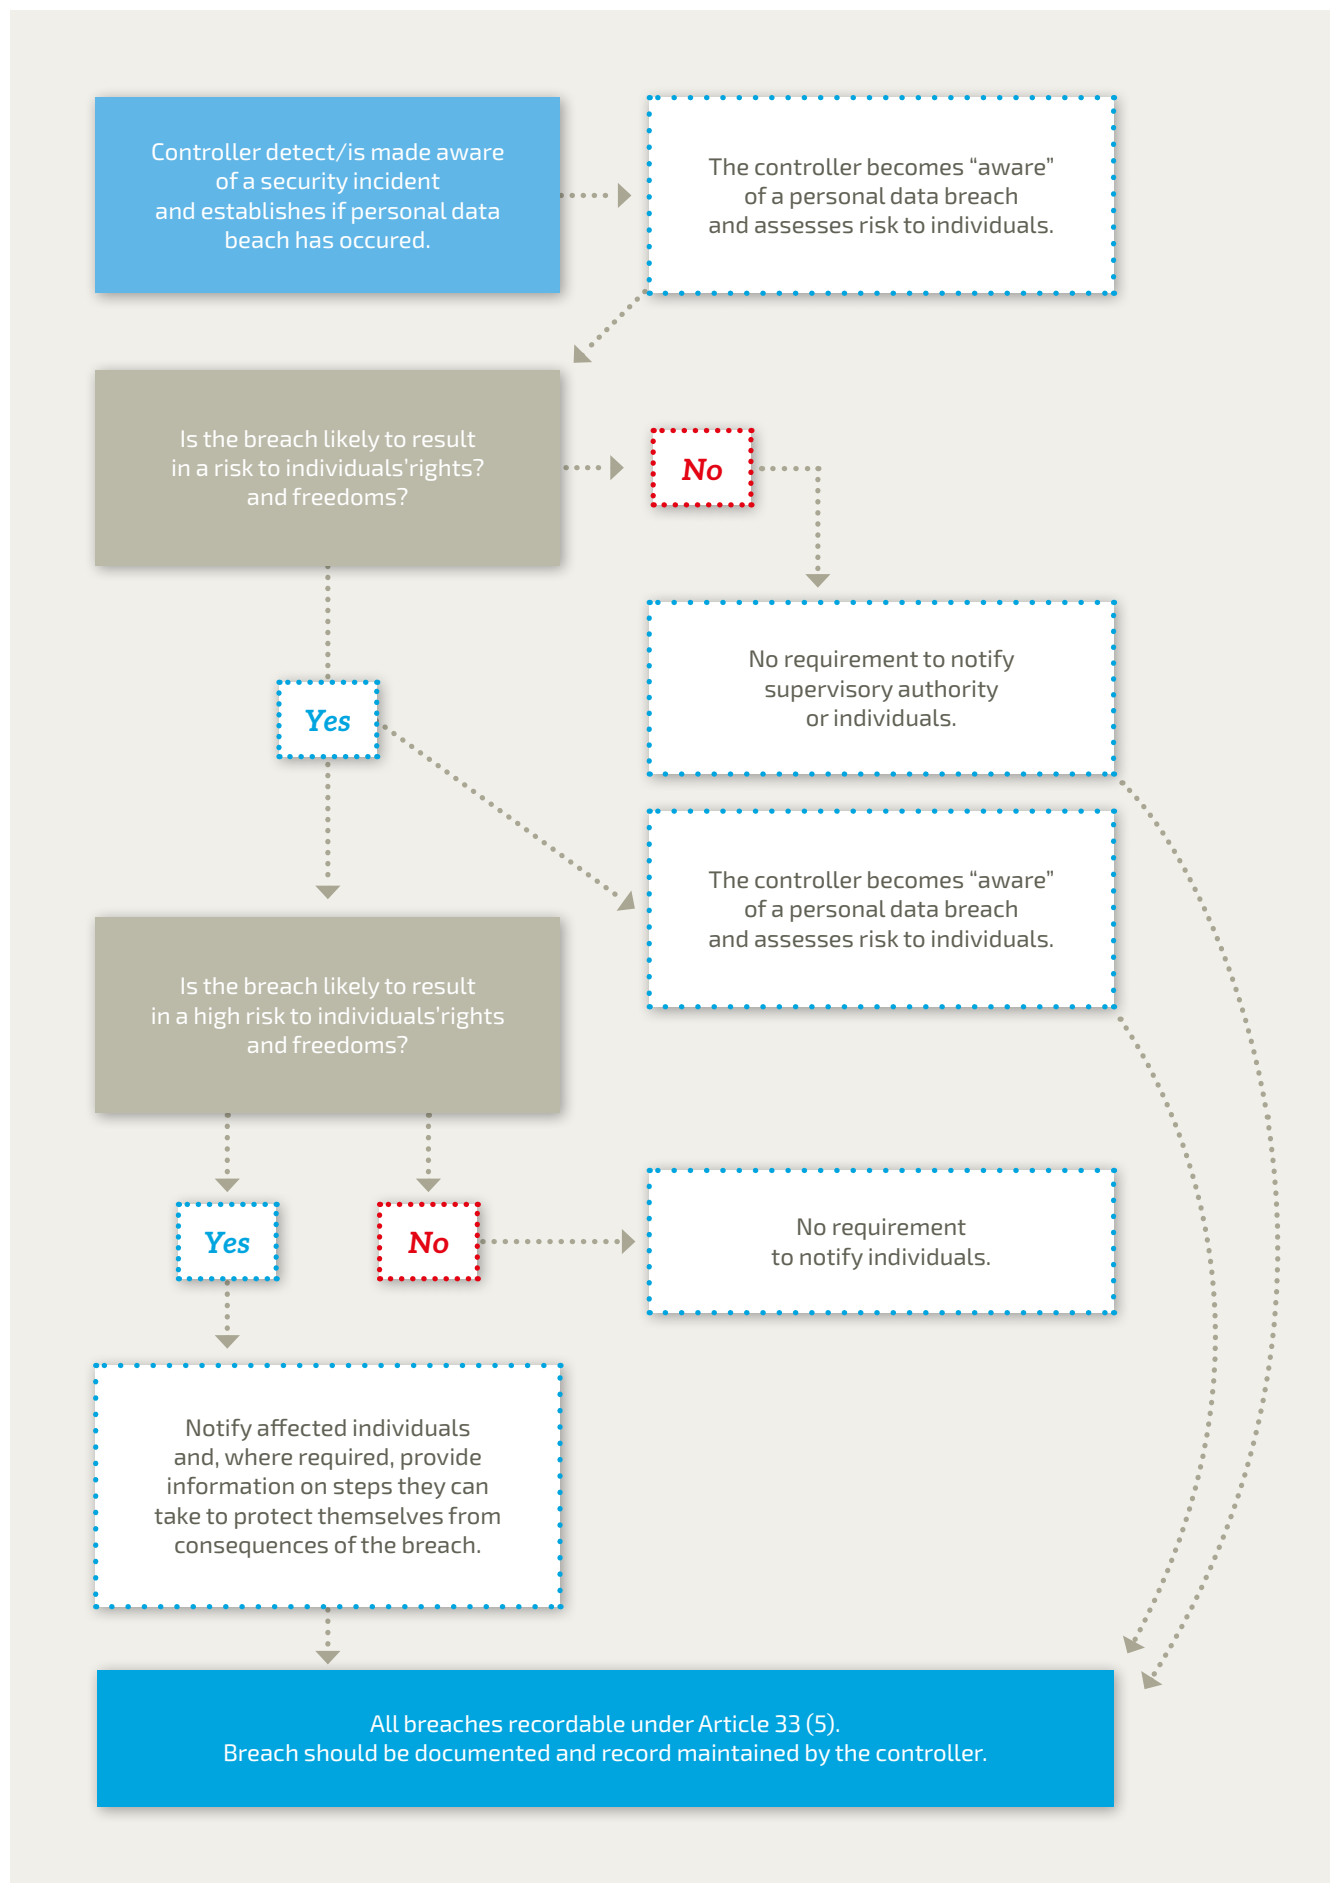 Controller detect/is made aware
of a security incident
and establishes if personal data
beach has occured.
The controller becomes “aware”
of a personal data breach
and assesses risk to individuals.
Is the breach likely to result
in a risk to individuals’rights?
and freedoms?
No
No requirement to notify
supervisory authority
or individuals.
Yes
The controller becomes “aware”
of a personal data breach
and assesses risk to individuals.
Is the breach likely to result
in a high risk to individuals’rights
and freedoms?
Yes
No
No requirement
to notify individuals.
Notify affected individuals
and, where required, provide
information on steps they can
take to protect themselves from
consequences of the breach.
All breaches recordable under Article 33 (5).
Breach should be documented and record maintained by the controller.